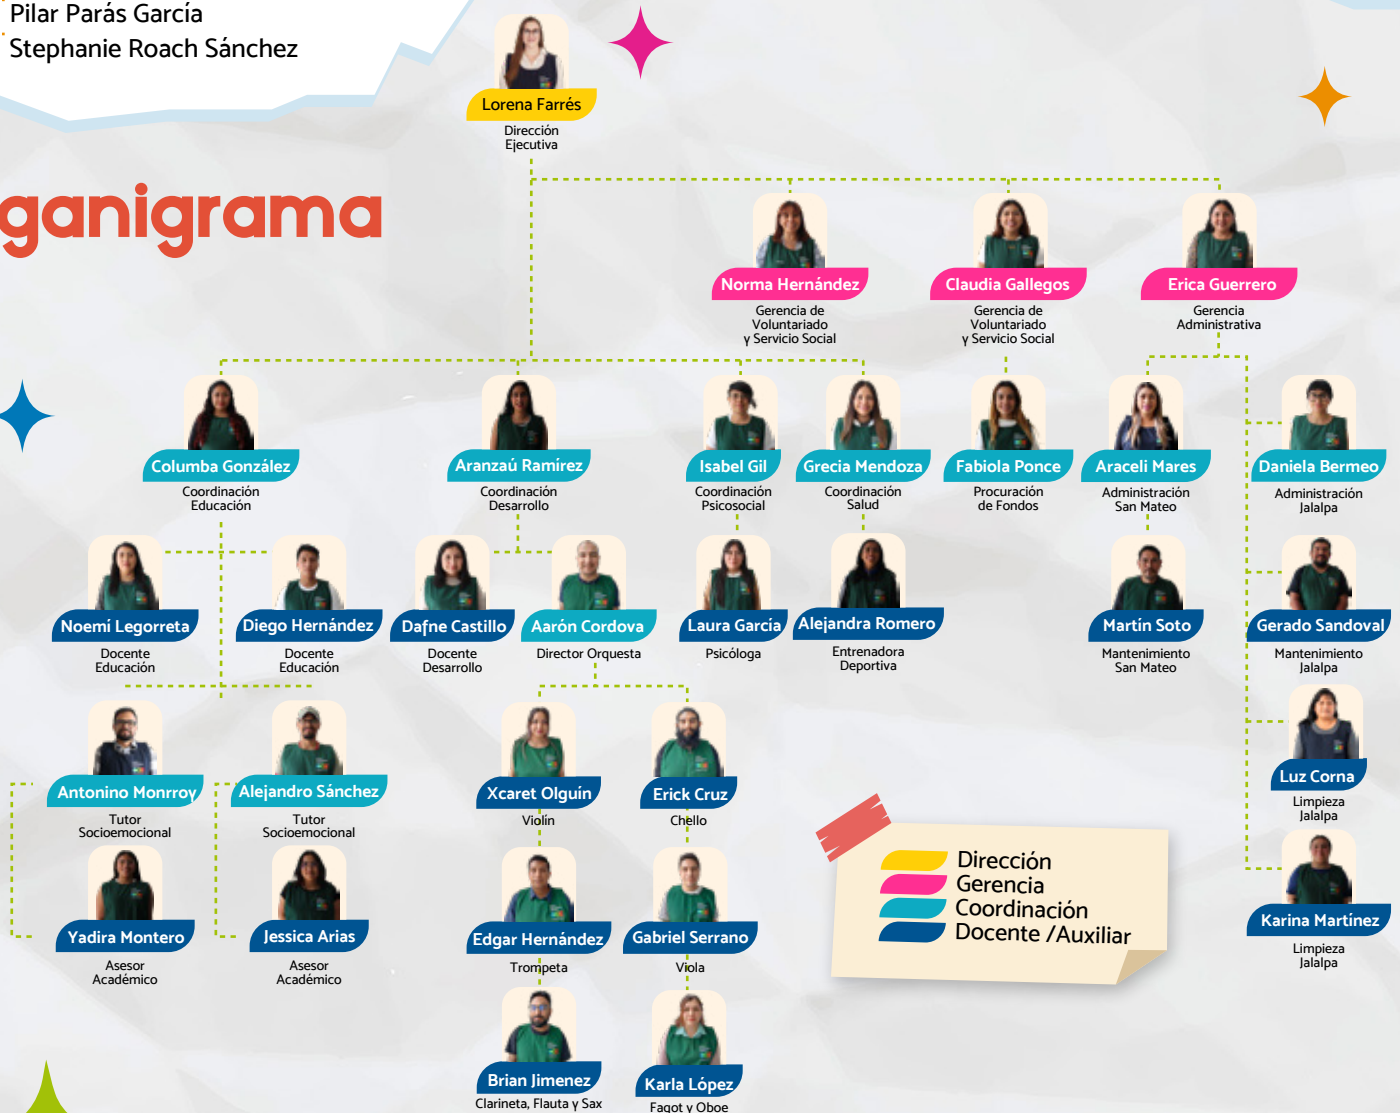 Pilar Parás García
Stephanie Roach Sánchez
Lorena Farrés
Dirección
Ejecutiva
ganigrama
Norma Hernández
Gerencia de
Voluntariado
y Servicio Social
Claudia Gallegos
Gerencia de
Voluntariado
y Servicio Social
Erica Guerrero
Gerencia
Administrativa
Columba González
Coordinación
Educación
Aranzaú Ramírez
Coordinación
Desarrollo
Isabel Gil
Coordinación
Psicosocial
Grecia Mendoza
Coordinación
Salud
Fabiola Ponce
Procuración
de Fondos
Araceli Mares
Administración
San Mateo
Daniela Bermeo
Administración
Jalalpa
Noemí Legorreta
Docente
Educación
Diego Hernández
Docente
Educación
Dafne Castillo
Docente
Desarrollo
Aarón Cordova
Director Orquesta
Laura García
Psicóloga
Alejandra Romero
Entrenadora
Deportiva
Martín Soto
Mantenimiento
San Mateo
Gerado Sandoval
Mantenimiento
Jalalpa
Antonino Monrroy
Tutor
Socioemocional
Alejandro Sánchez
Tutor
Socioemocional
Xcaret Olguín
Violín
Erick Cruz
Chello
Luz Corna
Limpieza
Jalalpa
Yadira Montero
Asesor
Académico
Jessica Arias
Asesor
Académico
Edgar Hernández
Trompeta
Gabriel Serrano
Viola
Karina Martínez
Limpieza
Jalalpa
Dirección
Gerencia
Coordinación
Docente /Auxiliar
Brian Jimenez
Clarineta, Flauta y Sax
Karla López
Fagot y Oboe